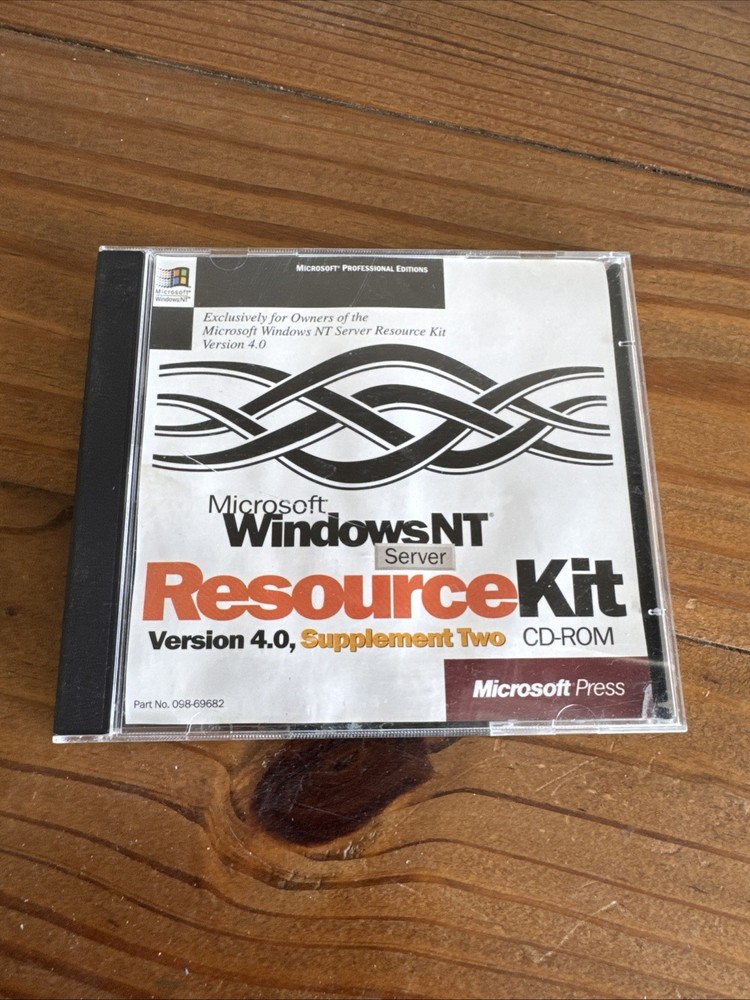 Microsoft®
WindowsNT®
MICROSOFT® PROFESSIONAL EDITIONS
Exclusively for Owners of the
Microsoft Windows NT Server Resource Kit
Version 4.0
Microsoft®
WindowsNT®
Server
ResourceKit
Version 4.0, Supplement Two CD-ROM
Microsoft Press
Part No. 098-69682